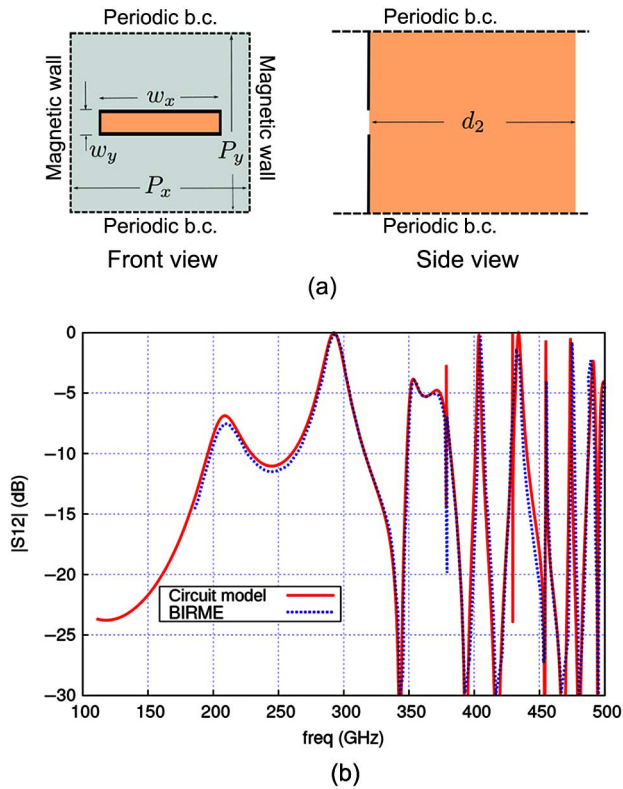 Periodic b.c.
Magnetic wall
w_x
w_y
P_y
P_x
Magnetic wall
Periodic b.c.
Front view
d_2
Periodic b.c.
Periodic b.c.
Side view
(a)
|S12| (dB)
0
−5
−10
−15
−20
−25
−30
Circuit model
BIRME
100 150 200 250 300 350 400 450 500
freq (GHz)
(b)